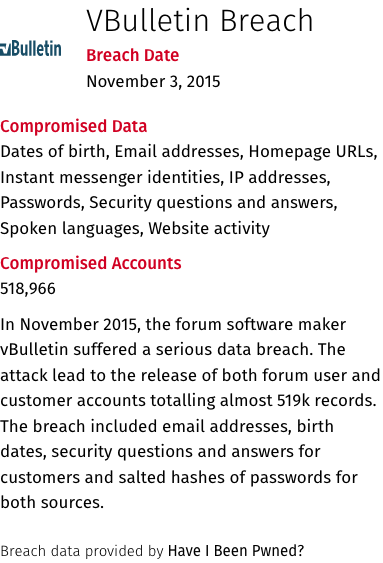 VBulletin Breach
vBulletin
Breach Date
November 3, 2015
Compromised Data
Dates of birth, Email addresses, Homepage URLs,
Instant messenger identities, IP addresses,
Passwords, Security questions and answers,
Spoken languages, Website activity
Compromised Accounts
518,966
In November 2015, the forum software maker
vBulletin suffered a serious data breach. The
attack lead to the release of both forum user and
customer accounts totalling almost 519k records.
The breach included email addresses, birth
dates, security questions and answers for
customers and salted hashes of passwords for
both sources.
Breach data provided by Have I Been Pwned?